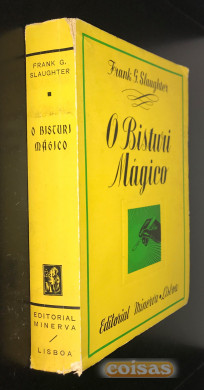 FRANK G.
SLAUGHTER
O BISTURI
MÁGICO
EDITORIAL
MINERVA
LISBOA
Frank G. Slaughter
O Bisturi
Mágico
Editorial Minerva • Lisboa
coisas